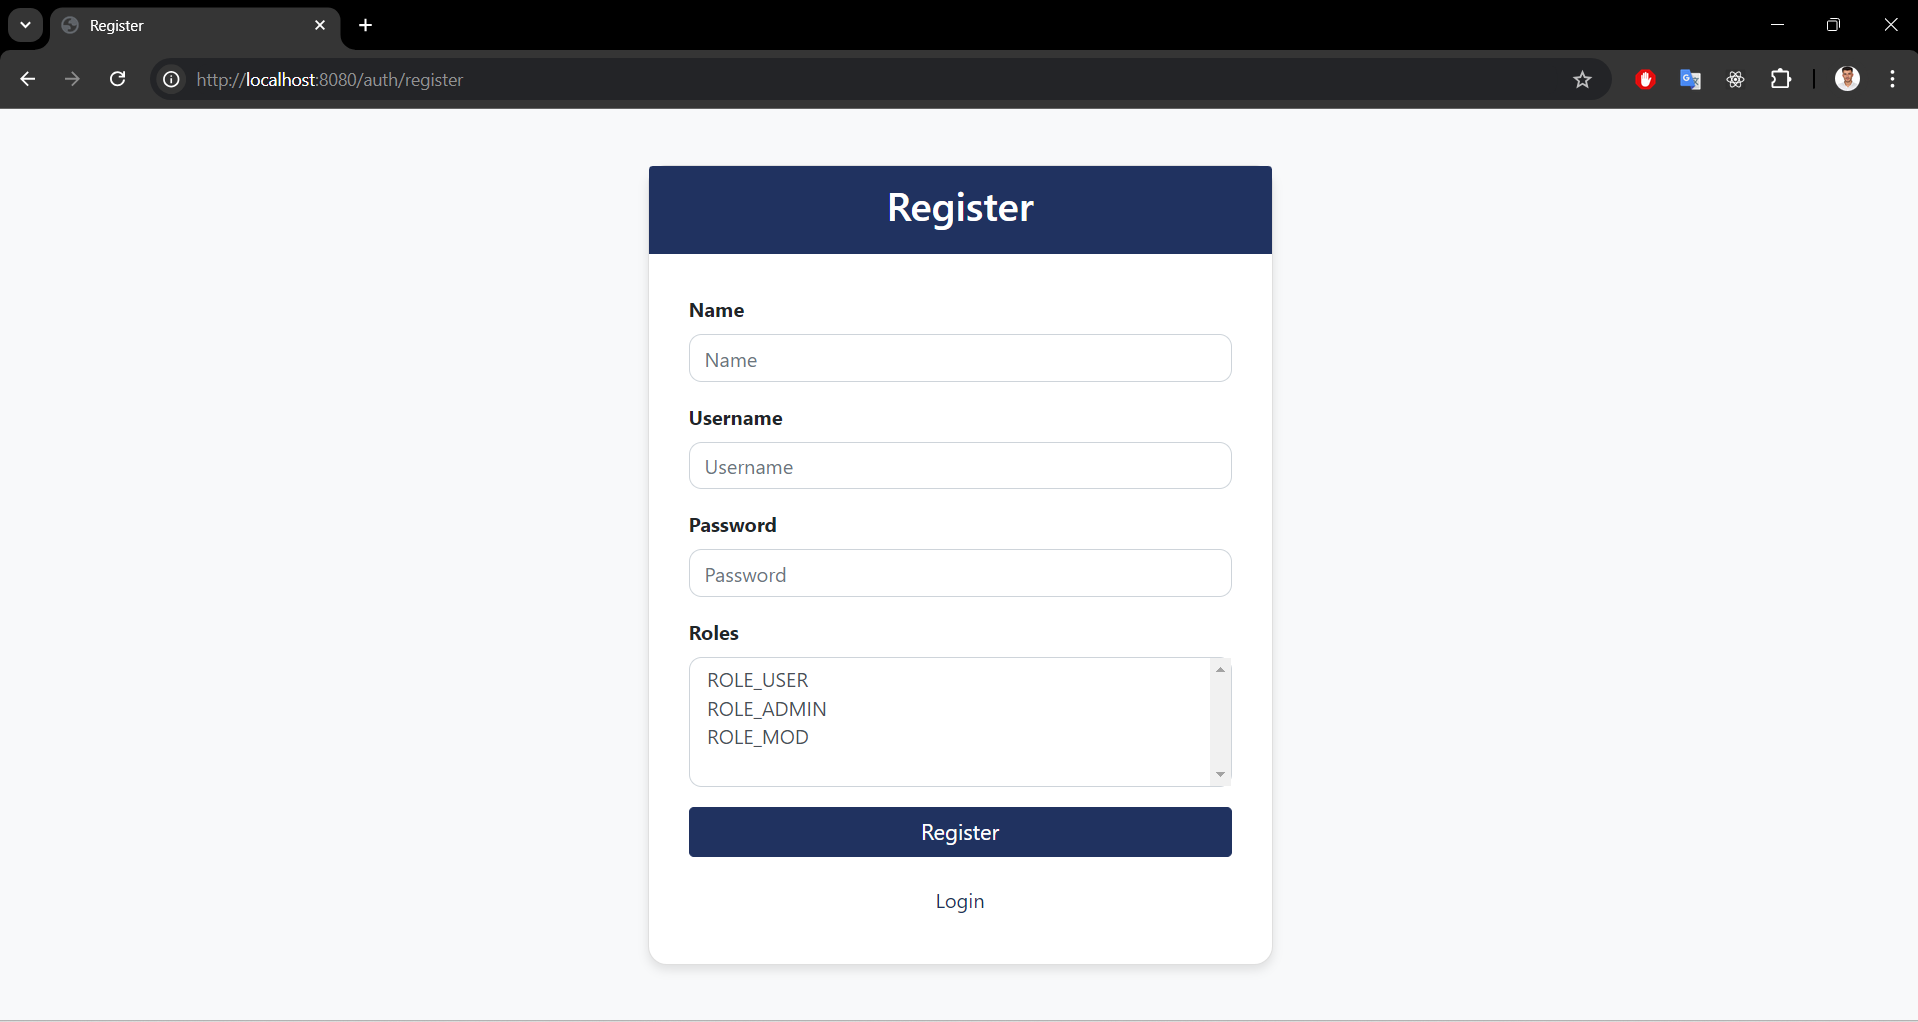 Register
http://localhost:8080/auth/register
Register
Name
Name
Username
Username
Password
Password
Roles
ROLE_USER
ROLE_ADMIN
ROLE_MOD
Register
Login